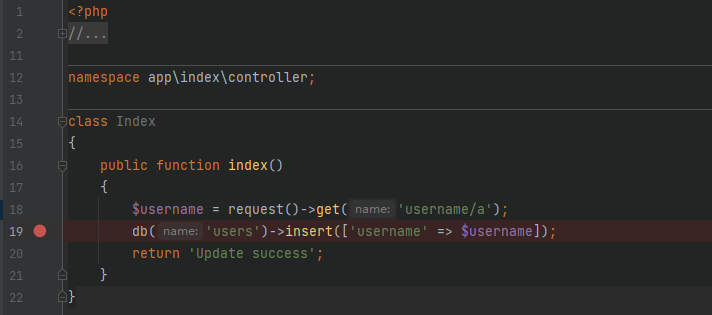 1 <?php
2 //...
11
12 namespace app\index\controller;
13
14 class Index
15 {
16 public function index()
17 {
18 $username = request()->get( name: 'username/a');
19 db( name: 'users')->insert(['username' => $username]);
20 return 'Update success';
21 }
22 }